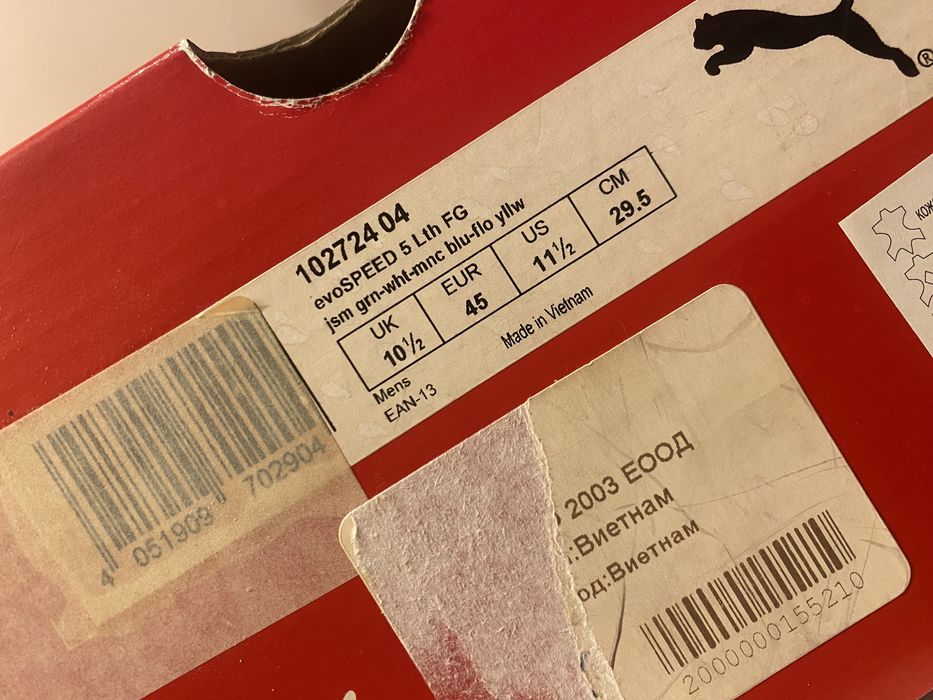 ®
102724 04
evoSPEED 5 Lth FG
jsm grn-wht-mnc blu-flo yllw
UK EUR US CM
10½ 45 11½ 29.5
Mens
Made in Vietnam
EAN-13
4 051909 702904
2003 ЕООД
:Виетнам
од:Виетнам
2000000155210